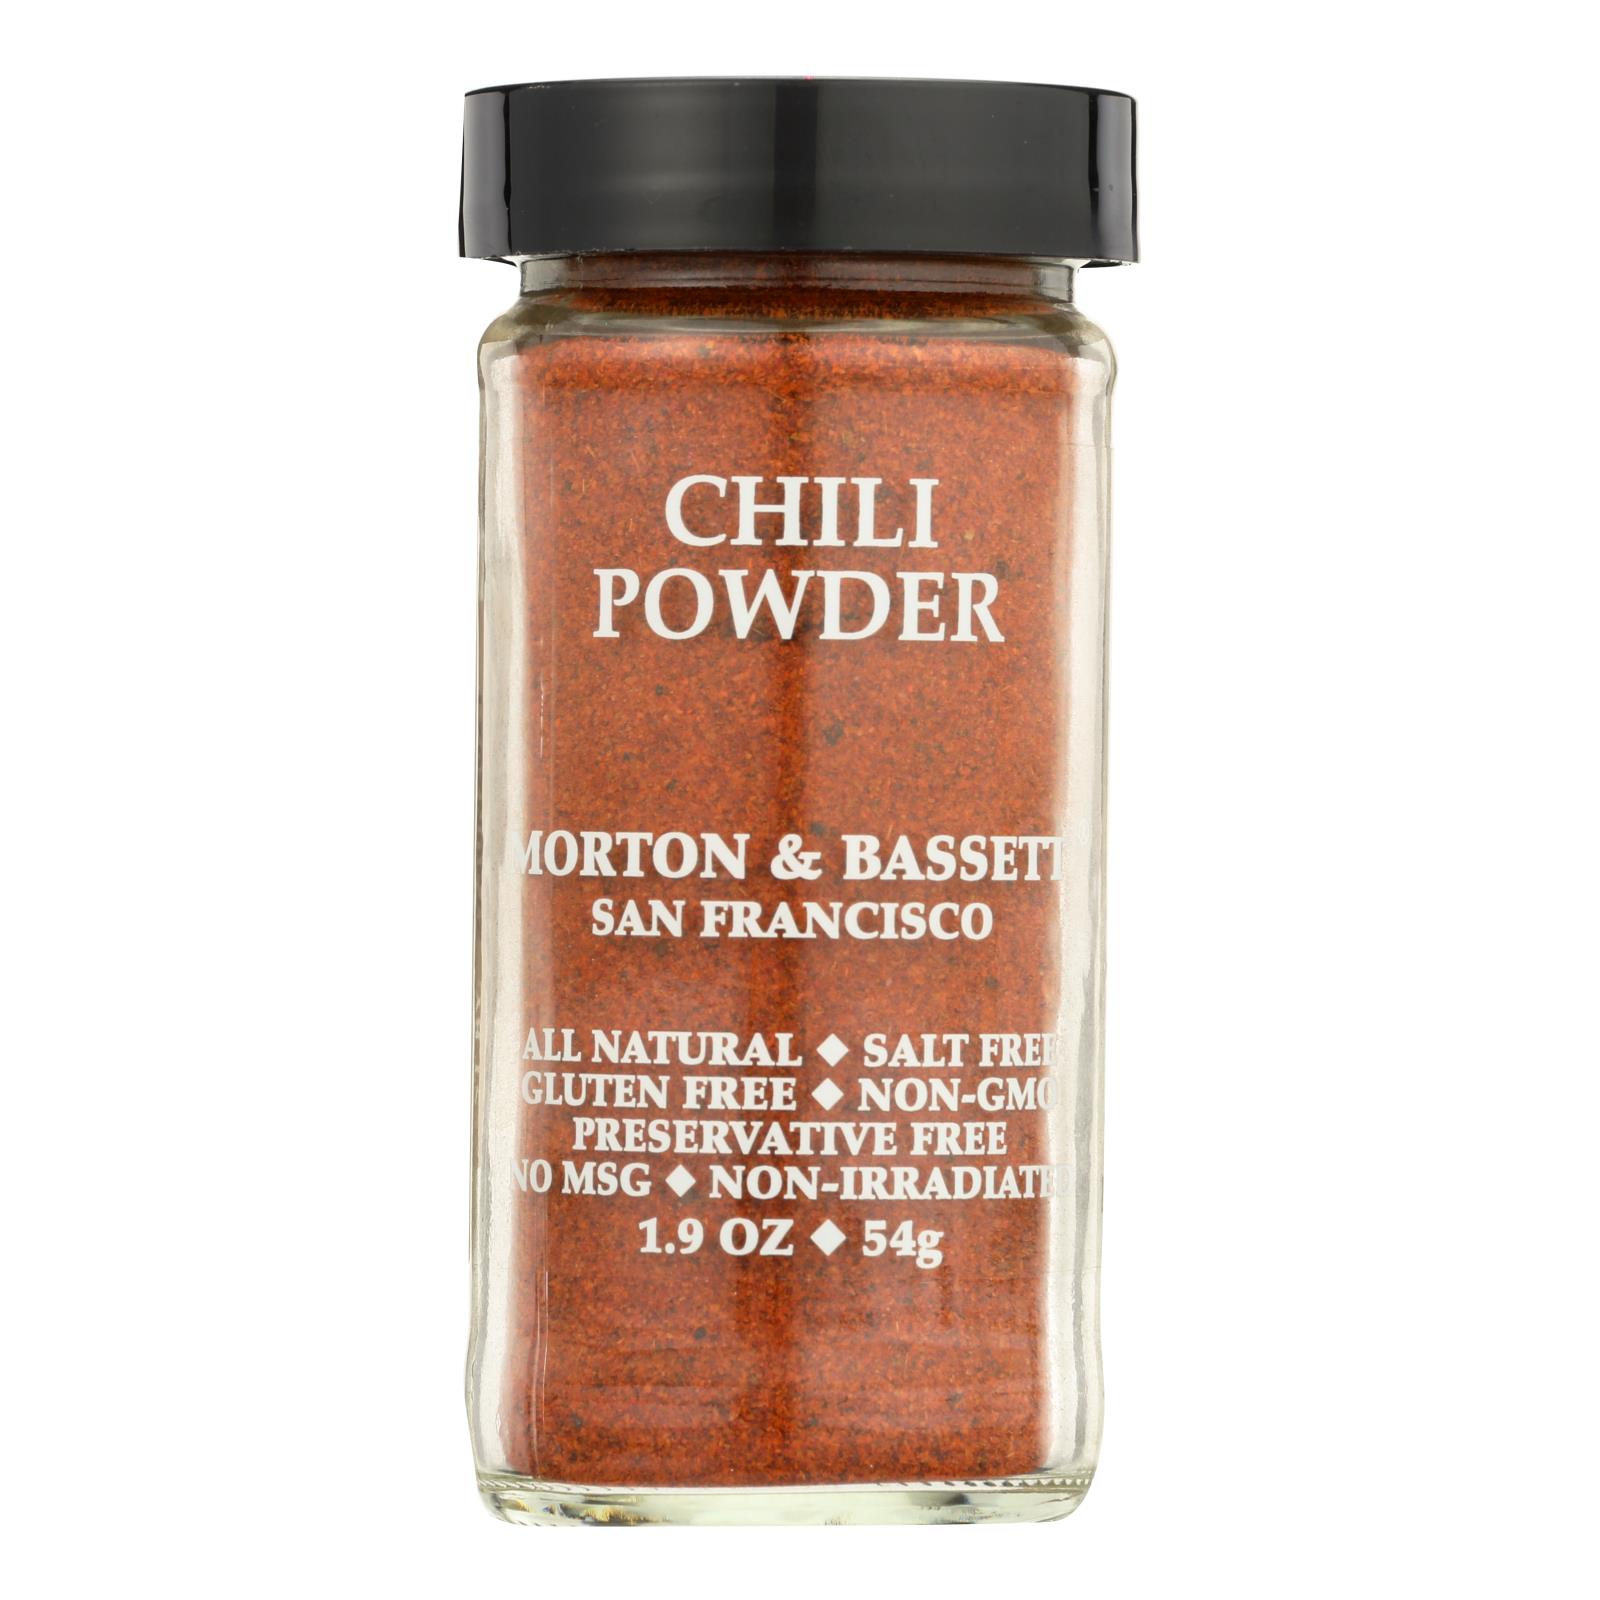 CHILI
POWDER
MORTON & BASSETT®
SAN FRANCISCO
ALL NATURAL ◆ SALT FREE
GLUTEN FREE ◆ NON-GMO
PRESERVATIVE FREE
NO MSG ◆ NON-IRRADIATED
1.9 OZ ◆ 54g